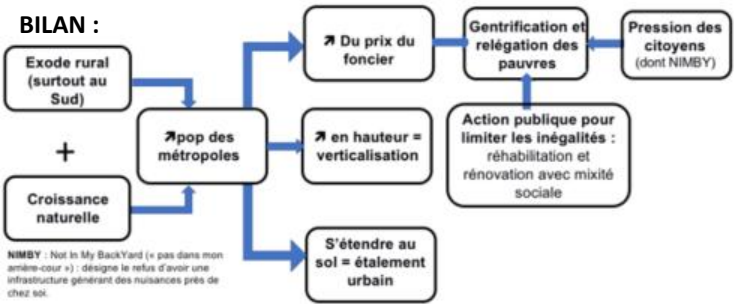 BILAN :
Exode rural
(surtout au
Sud)
+
Croissance
naturelle
↗pop des
métropoles
↗ Du prix du
foncier
↗ en hauteur =
verticalisation
S'étendre au
sol = étalement
urbain
Gentrification et
relégation des
pauvres
Pression des
citoyens
(dont NIMBY)
Action publique pour
limiter les inégalités :
réhabilitation et
rénovation avec mixité
sociale
NIMBY : Not In My BackYard (« pas dans mon
arrière-cour ») : désigne le refus d'avoir une
infrastructure générant des nuisances près de
chez soi.